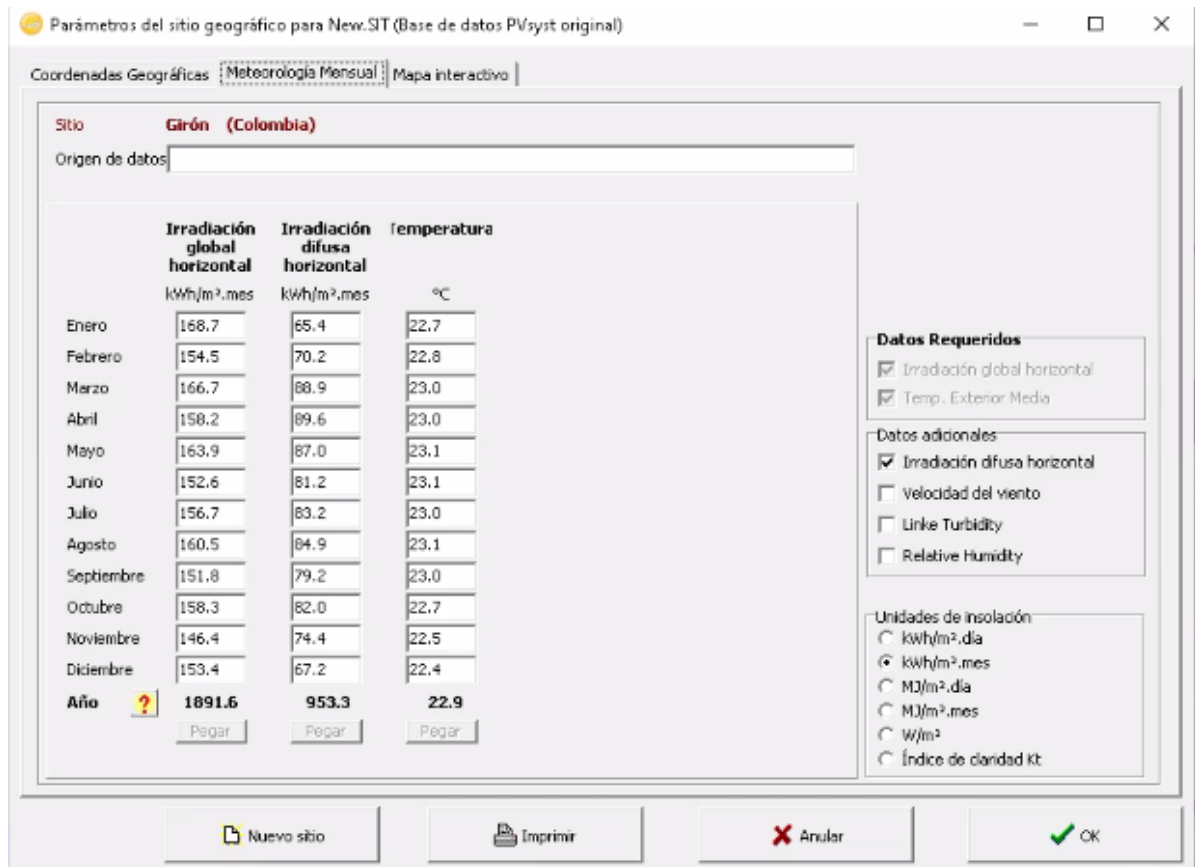 Parámetros del sitio geográfico para New.SIT (Base de datos PVsyst original)
Coordenadas Geográficas Meteorología Mensual Mapa interactivo
Sitio Girón (Colombia)
Origen de datos
Irradiación global horizontal Irradiación difusa horizontal Temperatura
kWh/m².mes kWh/m².mes °C
Enero 168.7 65.4 22.7
Febrero 154.5 70.2 22.8
Marzo 166.7 88.9 23.0
Abril 158.2 89.6 23.0
Mayo 163.9 87.0 23.1
Junio 152.6 81.2 23.1
Julio 156.7 83.2 23.0
Agosto 160.5 84.9 23.1
Septiembre 151.8 79.2 23.0
Octubre 158.3 82.0 22.7
Noviembre 146.4 74.4 22.5
Diciembre 153.4 67.2 22.4
Año ? 1891.6 953.3 22.9
Pegar Pegar Pegar
Datos Requeridos
Irradiación global horizontal
Temp. Exterior Media
Datos adicionales
Irradiación difusa horizontal
Velocidad del viento
Linke Turbidity
Relative Humidity
Unidades de insolación
kWh/m².día
kWh/m².mes
MJ/m².día
MJ/m².mes
W/m²
Índice de claridad Kt
Nuevo sitio Imprimir Anular OK